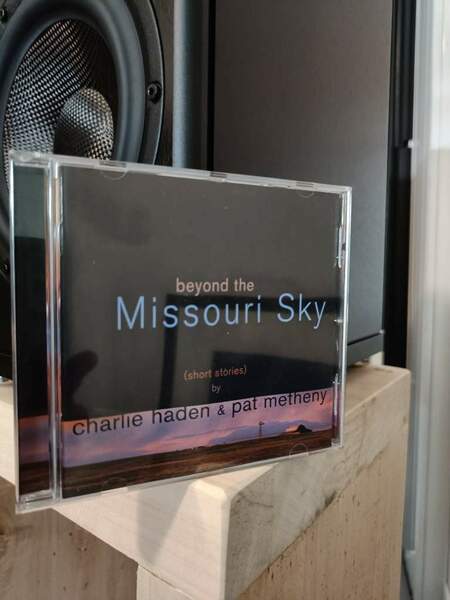 beyond the
Missouri Sky
(short stories)
by
charlie haden & pat metheny